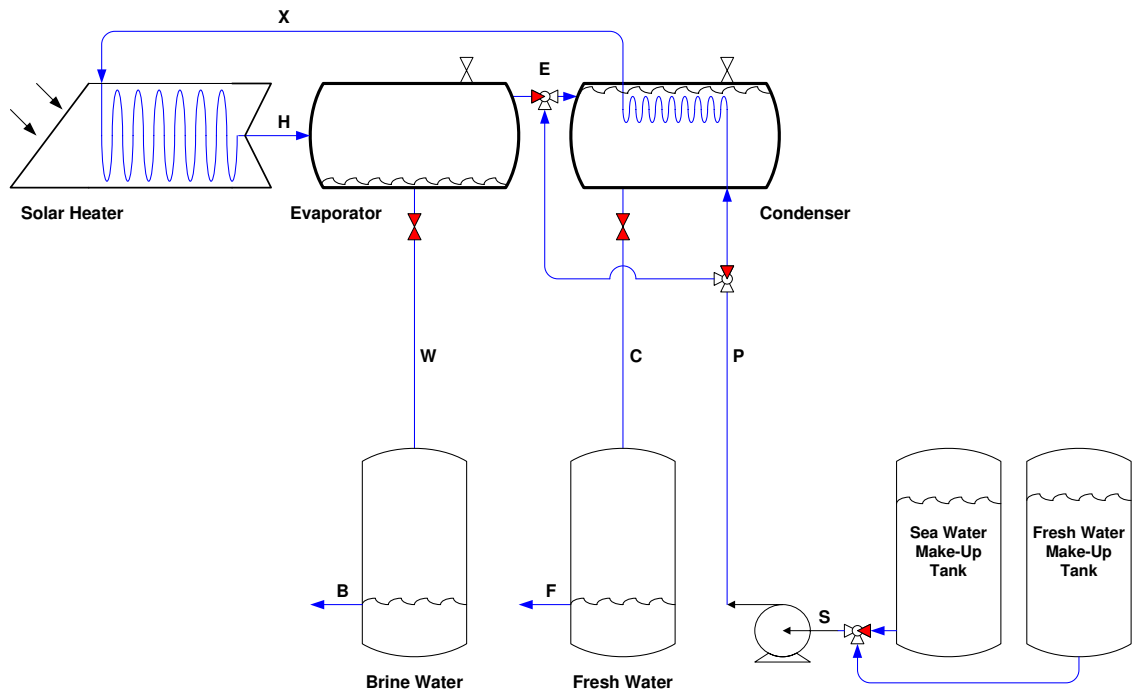 X
E
H
Solar Heater
Evaporator
Condenser
W
C
P
Sea Water
Make-Up
Tank
Fresh Water
Make-Up
Tank
B
F
S
Brine Water
Fresh Water